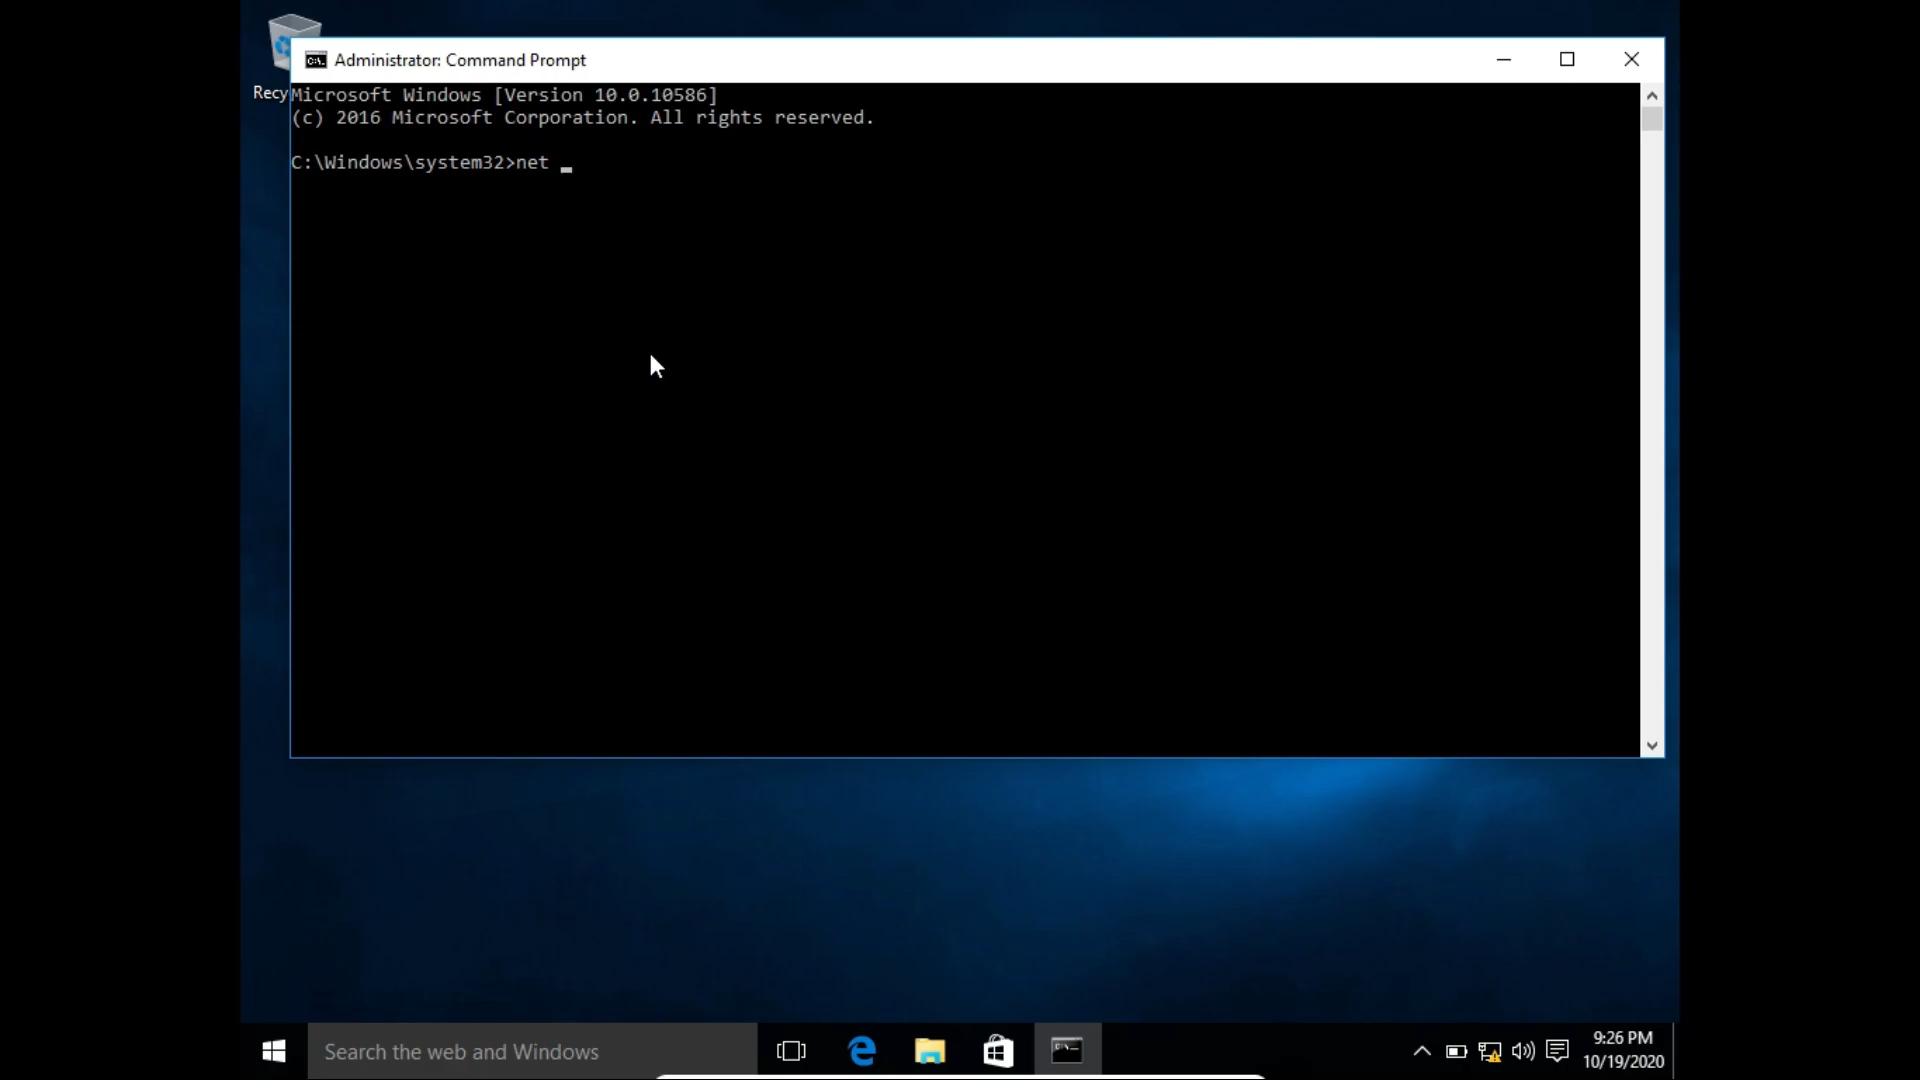 Administrator: Command Prompt
Recy
Microsoft Windows [Version 10.0.10586]
(c) 2016 Microsoft Corporation. All rights reserved.
C:\Windows\system32>net _
Search the web and Windows
9:26 PM
10/19/2020